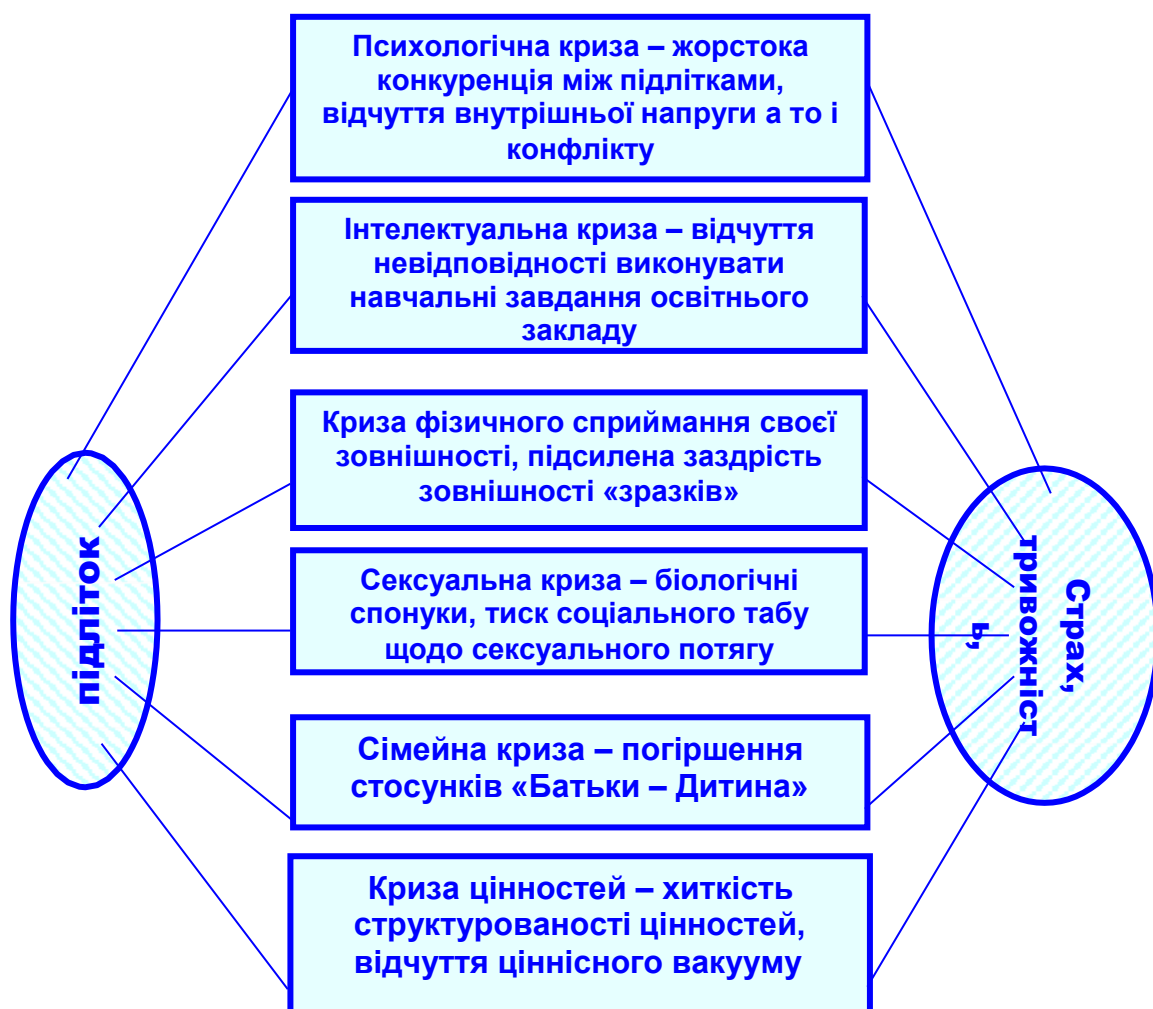 Психологічна криза – жорстока
конкуренція між підлітками,
відчуття внутрішньої напруги а то і
конфлікту
Інтелектуальна криза – відчуття
невідповідності виконувати
навчальні завдання освітнього
закладу
Криза фізичного сприймання своєї
зовнішності, підсилена заздрість
зовнішності «зразків»
Сексуальна криза – біологічні
спонуки, тиск соціального табу
щодо сексуального потягу
Сімейна криза – погіршення
стосунків «Батьки – Дитина»
Криза цінностей – хиткість
структурованості цінностей,
відчуття ціннісного вакууму
підліток
Страх,
тривожніст
ь,